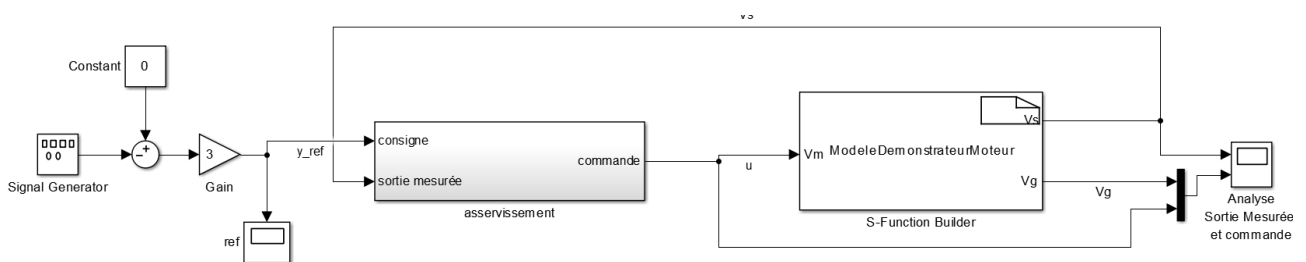 Vs
Constant
0
Signal Generator
3
Gain
y_ref
ref
consigne
sortie mesurée
commande
asservissement
u
Vm
ModeleDemonstrateurMoteur
Vs
Vg
S-Function Builder
Vg
Analyse
Sortie Mesurée
et commande